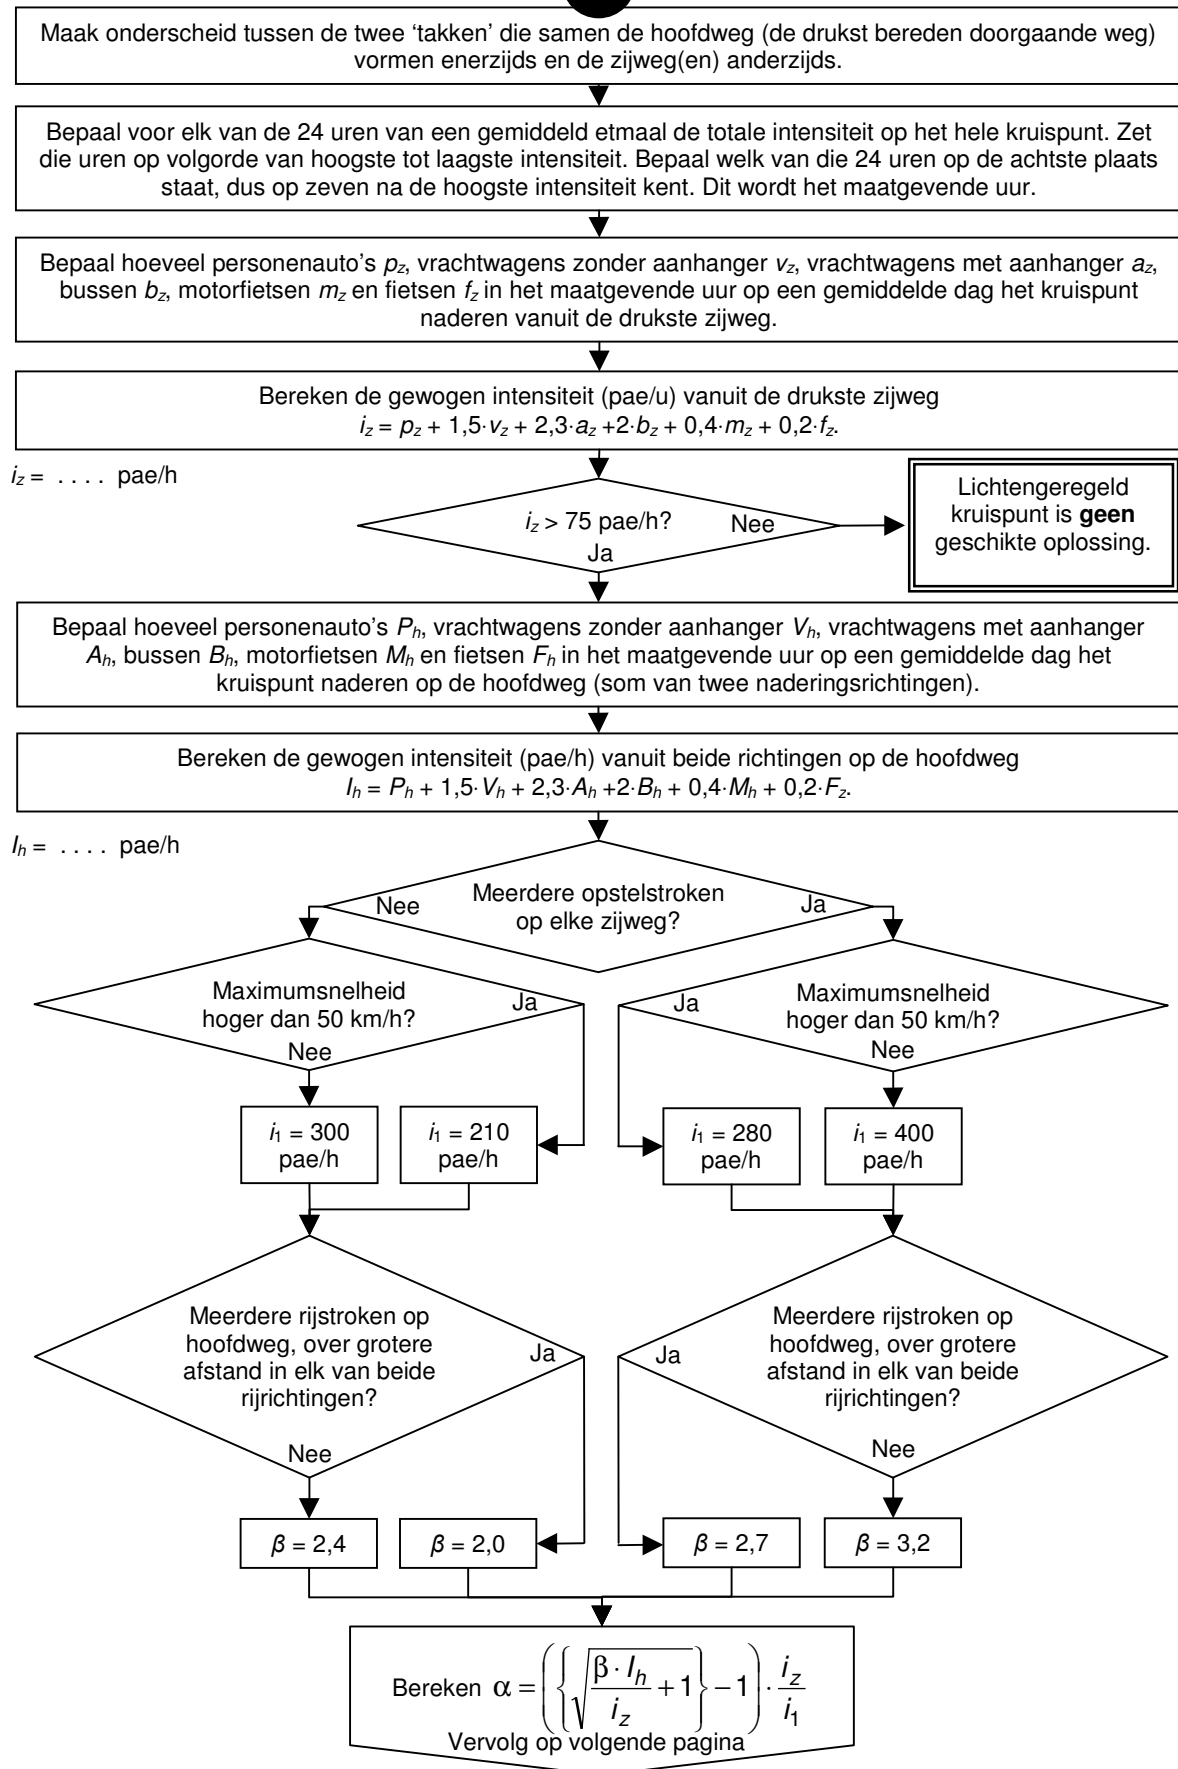 Maak onderscheid tussen de twee ‘takken’ die samen de hoofdweg (de drukst bereden doorgaande weg)
vormen enerzijds en de zijweg(en) anderzijds.
Bepaal voor elk van de 24 uren van een gemiddeld etmaal de totale intensiteit op het hele kruispunt. Zet
die uren op volgorde van hoogste tot laagste intensiteit. Bepaal welk van die 24 uren op de achtste plaats
staat, dus op zeven na de hoogste intensiteit kent. Dit wordt het maatgevende uur.
Bepaal hoeveel personenauto’s pz, vrachtwagens zonder aanhanger vz, vrachtwagens met aanhanger az,
bussen bz, motorfietsen mz en fietsen fz in het maatgevende uur op een gemiddelde dag het kruispunt
naderen vanuit de drukste zijweg.
Bereken de gewogen intensiteit (pae/u) vanuit de drukste zijweg
iz = pz + 1,5·vz + 2,3·az +2·bz + 0,4·mz + 0,2·fz.
iz = . . . . pae/h
iz > 75 pae/h?
Nee
Ja
Lichtengeregeld
kruispunt is geen
geschikte oplossing.
Bepaal hoeveel personenauto’s Ph, vrachtwagens zonder aanhanger Vh, vrachtwagens met aanhanger
Ah, bussen Bh, motorfietsen Mh en fietsen Fh in het maatgevende uur op een gemiddelde dag het
kruispunt naderen op de hoofdweg (som van twee naderingsrichtingen).
Bereken de gewogen intensiteit (pae/h) vanuit beide richtingen op de hoofdweg
Ih = Ph + 1,5·Vh + 2,3·Ah +2·Bh + 0,4·Mh + 0,2·Fz.
Ih = . . . . pae/h
Nee
Meerdere opstelstroken
op elke zijweg?
Ja
Maximumsnelheid
hoger dan 50 km/h?
Ja
Nee
Ja
Maximumsnelheid
hoger dan 50 km/h?
Nee
i1 = 300
pae/h
i1 = 210
pae/h
i1 = 280
pae/h
i1 = 400
pae/h
Meerdere rijstroken op
hoofdweg, over grotere
afstand in elk van beide
rijrichtingen?
Ja
Nee
Meerdere rijstroken op
hoofdweg, over grotere
afstand in elk van beide
rijrichtingen?
Ja
Nee
β = 2,4
β = 2,0
β = 2,7
β = 3,2
Bereken α = ({√(β · Ih / iz + 1)} − 1) · iz / i1
Vervolg op volgende pagina